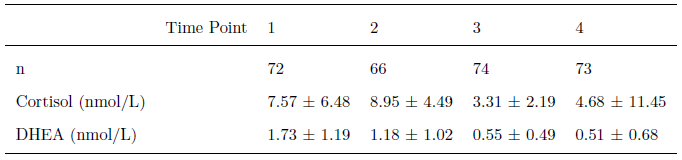 Time Point 1 2 3 4
n 72 66 74 73
Cortisol (nmol/L) 7.57 ± 6.48 8.95 ± 4.49 3.31 ± 2.19 4.68 ± 11.45
DHEA (nmol/L) 1.73 ± 1.19 1.18 ± 1.02 0.55 ± 0.49 0.51 ± 0.68